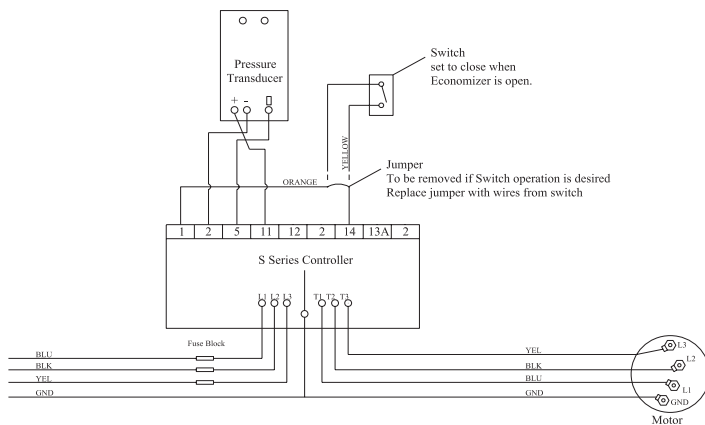 Pressure
Transducer
+ -
Switch
set to close when
Economizer is open.
YELLOW
Jumper
To be removed if Switch operation is desired
Replace jumper with wires from switch
ORANGE
1 2 5 11 12 2 14 13A 2
S Series Controller
L1 L2 L3 T1 T2 T3
Fuse Block
BLU
BLK
YEL
GND
YEL
BLK
BLU
GND
L3
L2
L1
GND
Motor